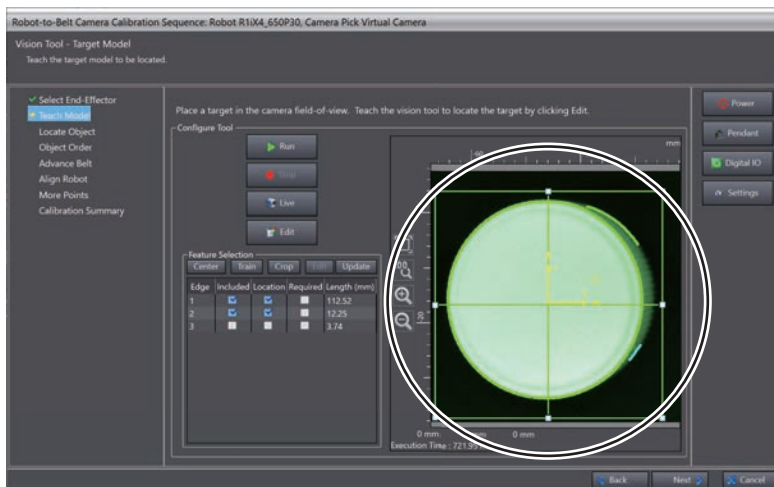 Robot-to-Belt Camera Calibration Sequence: Robot R1iX4_650P30, Camera Pick Virtual Camera
Vision Tool - Target Model
Teach the target model to be located.
Select End-Effector
Teach Model
Locate Object
Object Order
Advance Belt
Align Robot
More Points
Calibration Summary
Place a target in the camera field-of-view. Teach the vision tool to locate the target by clicking Edit.
Configure Tool
Run
Stop
Live
Edit
Feature Selection
Center Train Crop Edit Update
Edge Included Location Required Length (mm)
1 112.52
2 12.25
3 3.74
mm
20
0 mm
0 mm
Execution Time :
Power
Pendant
Digital IO
Settings
Back Next Cancel